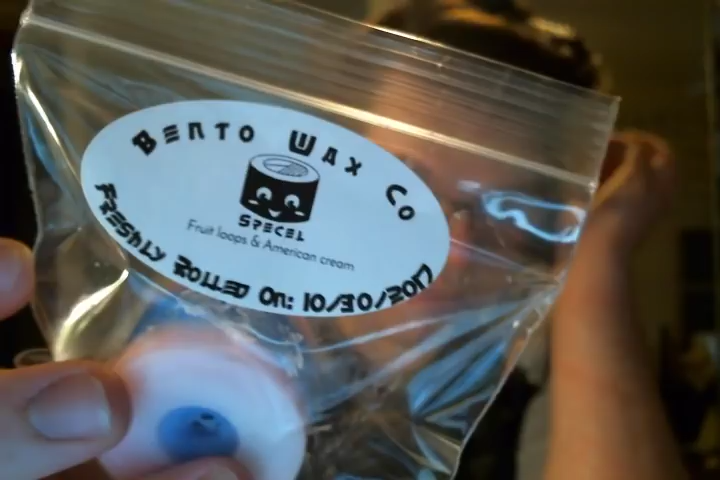 BENTO WAX CO
SPECEL
Fruit loops & American cream
FRESHLY ROLLED ON: 10/30/2017